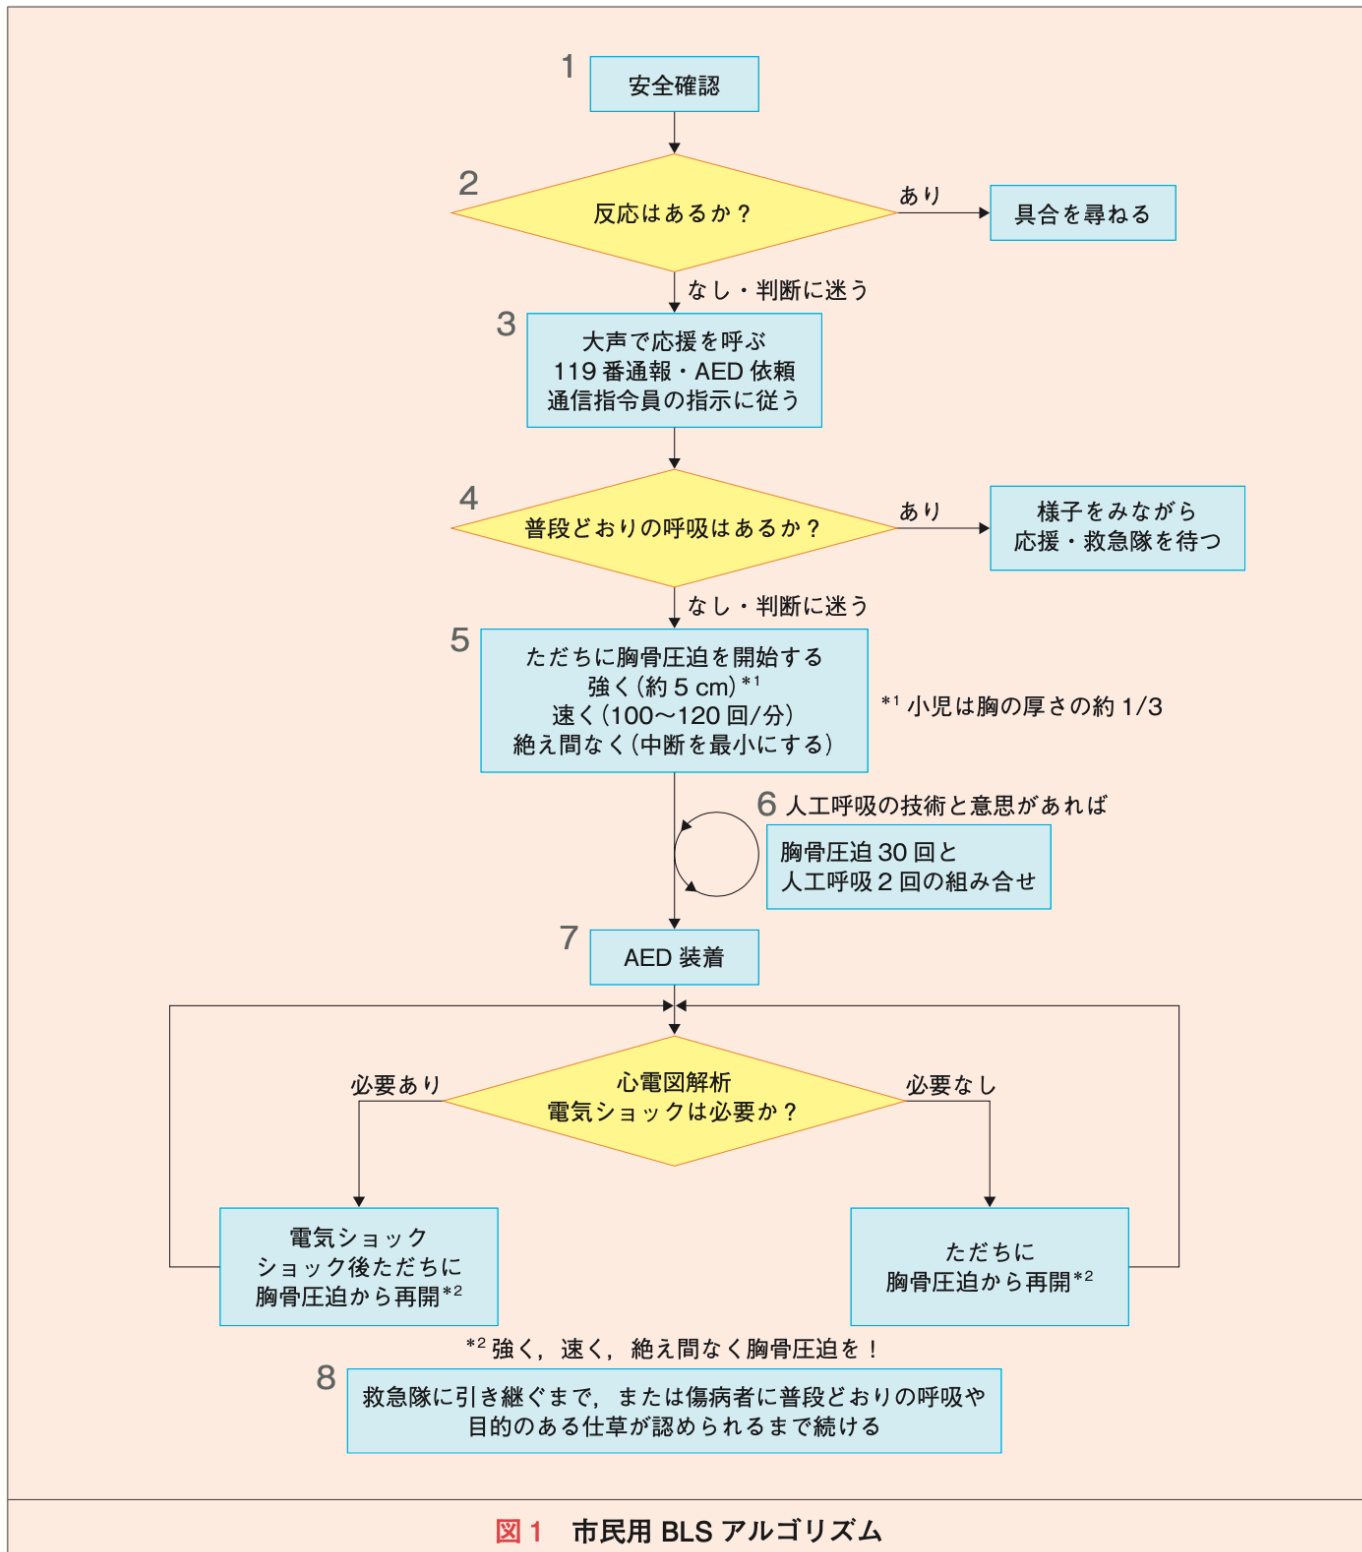 1
安全確認
2
反応はあるか？
あり
具合を尋ねる
なし・判断に迷う
3
大声で応援を呼ぶ
119番通報・AED依頼
通信指令員の指示に従う
4
普段どおりの呼吸はあるか？
あり
様子をみながら
応援・救急隊を待つ
なし・判断に迷う
5
ただちに胸骨圧迫を開始する
強く（約5 cm）*1
速く（100～120回/分）
絶え間なく（中断を最小にする）
*1 小児は胸の厚さの約1/3
6 人工呼吸の技術と意思があれば
胸骨圧迫30回と
人工呼吸2回の組み合せ
7
AED装着
心電図解析
電気ショックは必要か？
必要あり
必要なし
電気ショック
ショック後ただちに
胸骨圧迫から再開*2
ただちに
胸骨圧迫から再開*2
*2 強く，速く，絶え間なく胸骨圧迫を！
8
救急隊に引き継ぐまで，または傷病者に普段どおりの呼吸や
目的のある仕草が認められるまで続ける
図1 市民用BLSアルゴリズム